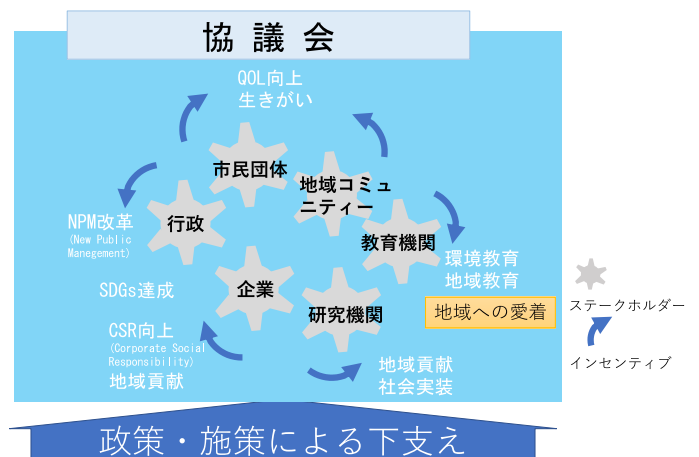 協議会
QOL向上
生きがい
市民団体
地域コミュ
ニティー
行政
教育機関
NPM改革
(New Public
Manegement)
環境教育
地域教育
SDGs達成
企業
研究機関
地域への愛着
CSR向上
(Corporate Social
Responsibility)
地域貢献
地域貢献
社会実装
ステークホルダー
インセンティブ
政策・施策による下支え